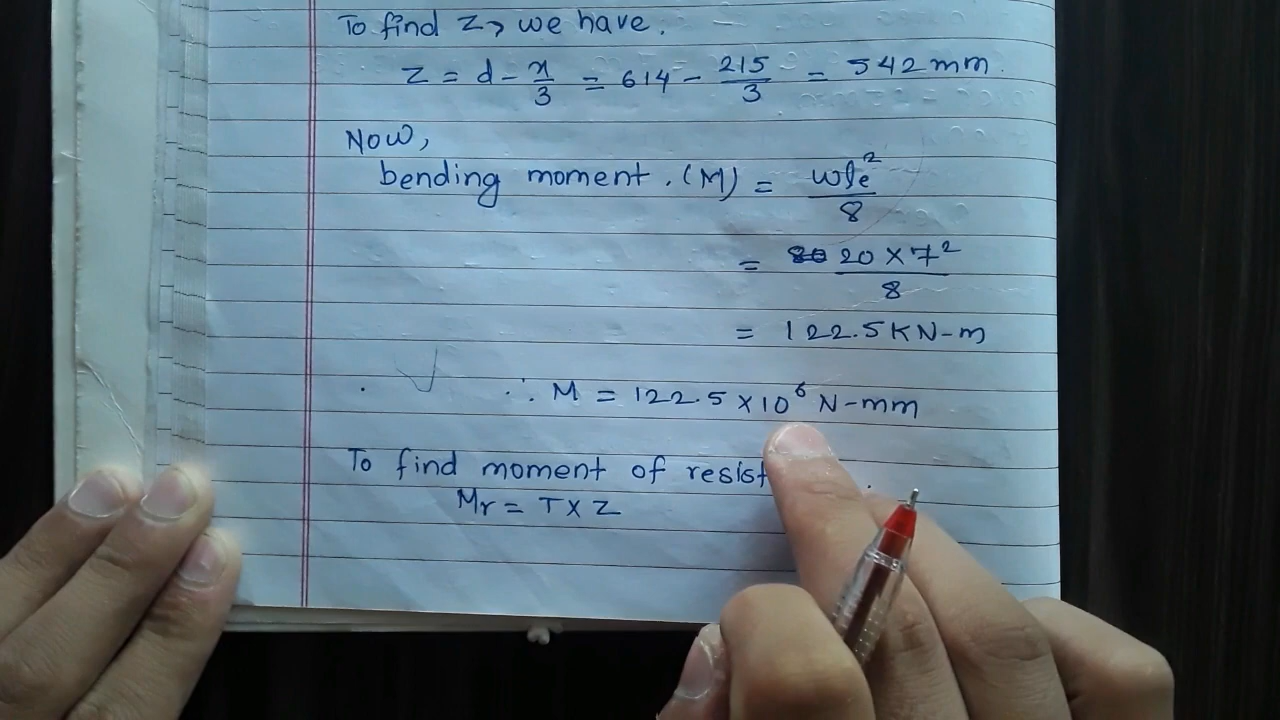 To find Z, we have.
Z = d - x/3 = 614 - 215/3 = 542 mm.
Now,
bending moment. (M) = wle²/8
= 20 x 7²/8
= 122.5 KN-m
∴ M = 122.5 x 10⁶ N-mm
To find moment of
Mr = T x Z